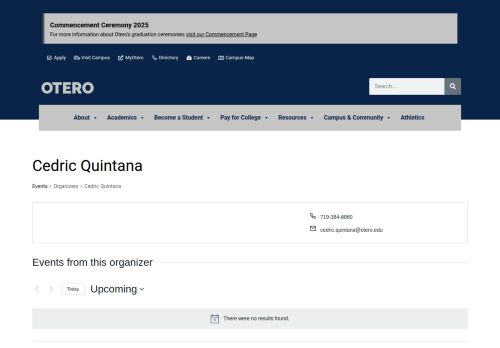 Commencement Ceremony 2025
For more information about Otero's graduation ceremonies visit our Commencement Page
Apply Visit Campus MyOtero Directory Careers Campus Map
OTERO
Search...
About Academics Become a Student Pay for College Resources Campus & Community Athletics
Cedric Quintana
Events Organizers Cedric Quintana
719-384-6860
cedric.quintana@otero.edu
Events from this organizer
Today Upcoming
There were no results found.